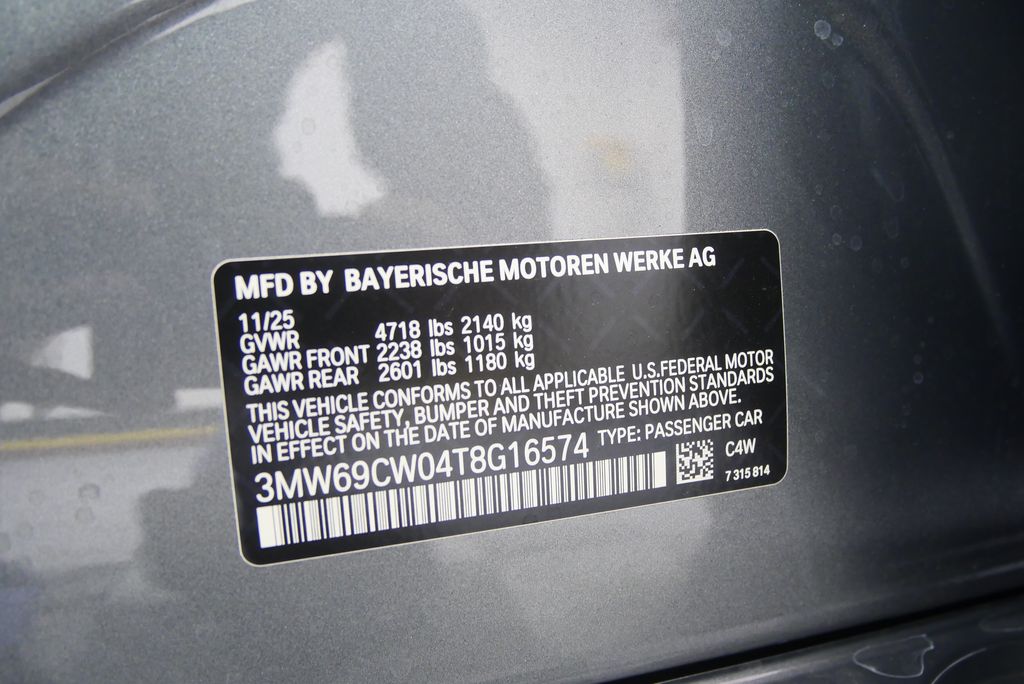 MFD BY BAYERISCHE MOTOREN WERKE AG
11/25
GVWR 4718 lbs 2140 kg
GAWR FRONT 2238 lbs 1015 kg
GAWR REAR 2601 lbs 1180 kg
THIS VEHICLE CONFORMS TO ALL APPLICABLE U.S.FEDERAL MOTOR
VEHICLE SAFETY, BUMPER AND THEFT PREVENTION STANDARDS
IN EFFECT ON THE DATE OF MANUFACTURE SHOWN ABOVE.
3MW69CW04T8G16574 TYPE: PASSENGER CAR
C4W
7 315 814